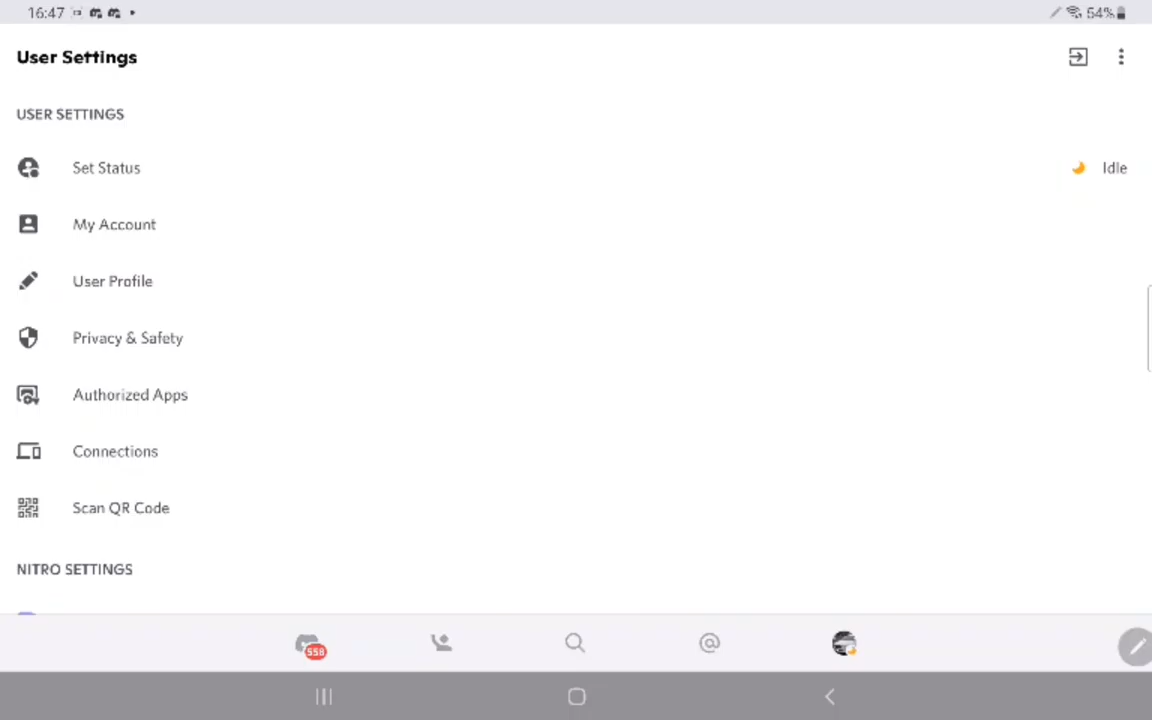 16:47
54%
User Settings
USER SETTINGS
Set Status
Idle
My Account
User Profile
Privacy & Safety
Authorized Apps
Connections
Scan QR Code
NITRO SETTINGS
558